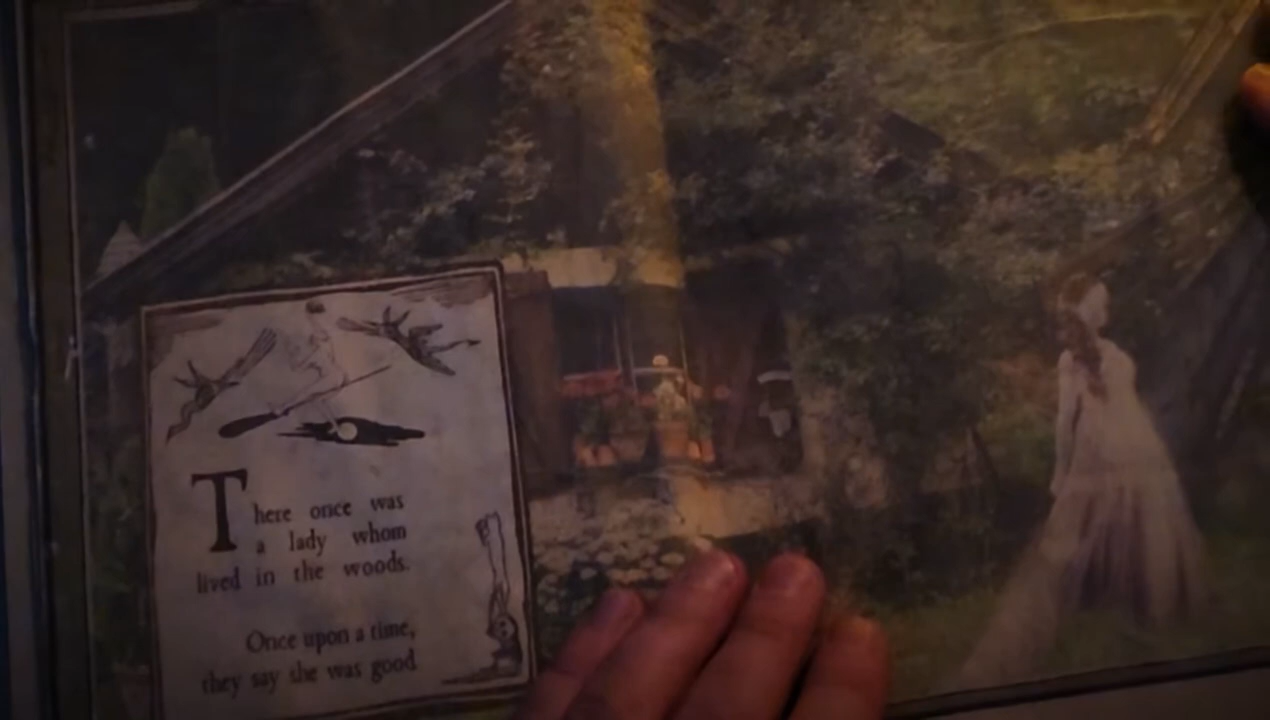 There once was
a lady whom
lived in the woods.
Once upon a time,
they say she was good